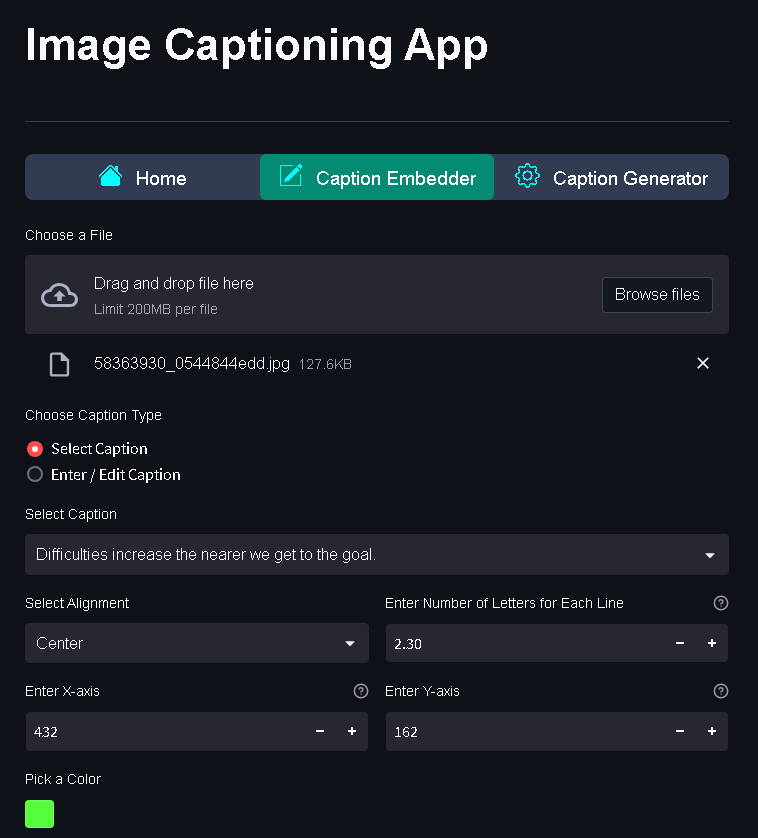 Image Captioning App
Home
Caption Embedder
Caption Generator
Choose a File
Drag and drop file here
Limit 200MB per file
Browse files
58363930_0544844edd.jpg 127.6KB
Choose Caption Type
Select Caption
Enter / Edit Caption
Select Caption
Difficulties increase the nearer we get to the goal.
Select Alignment
Enter Number of Letters for Each Line
Center
2.30
Enter X-axis
Enter Y-axis
432
162
Pick a Color